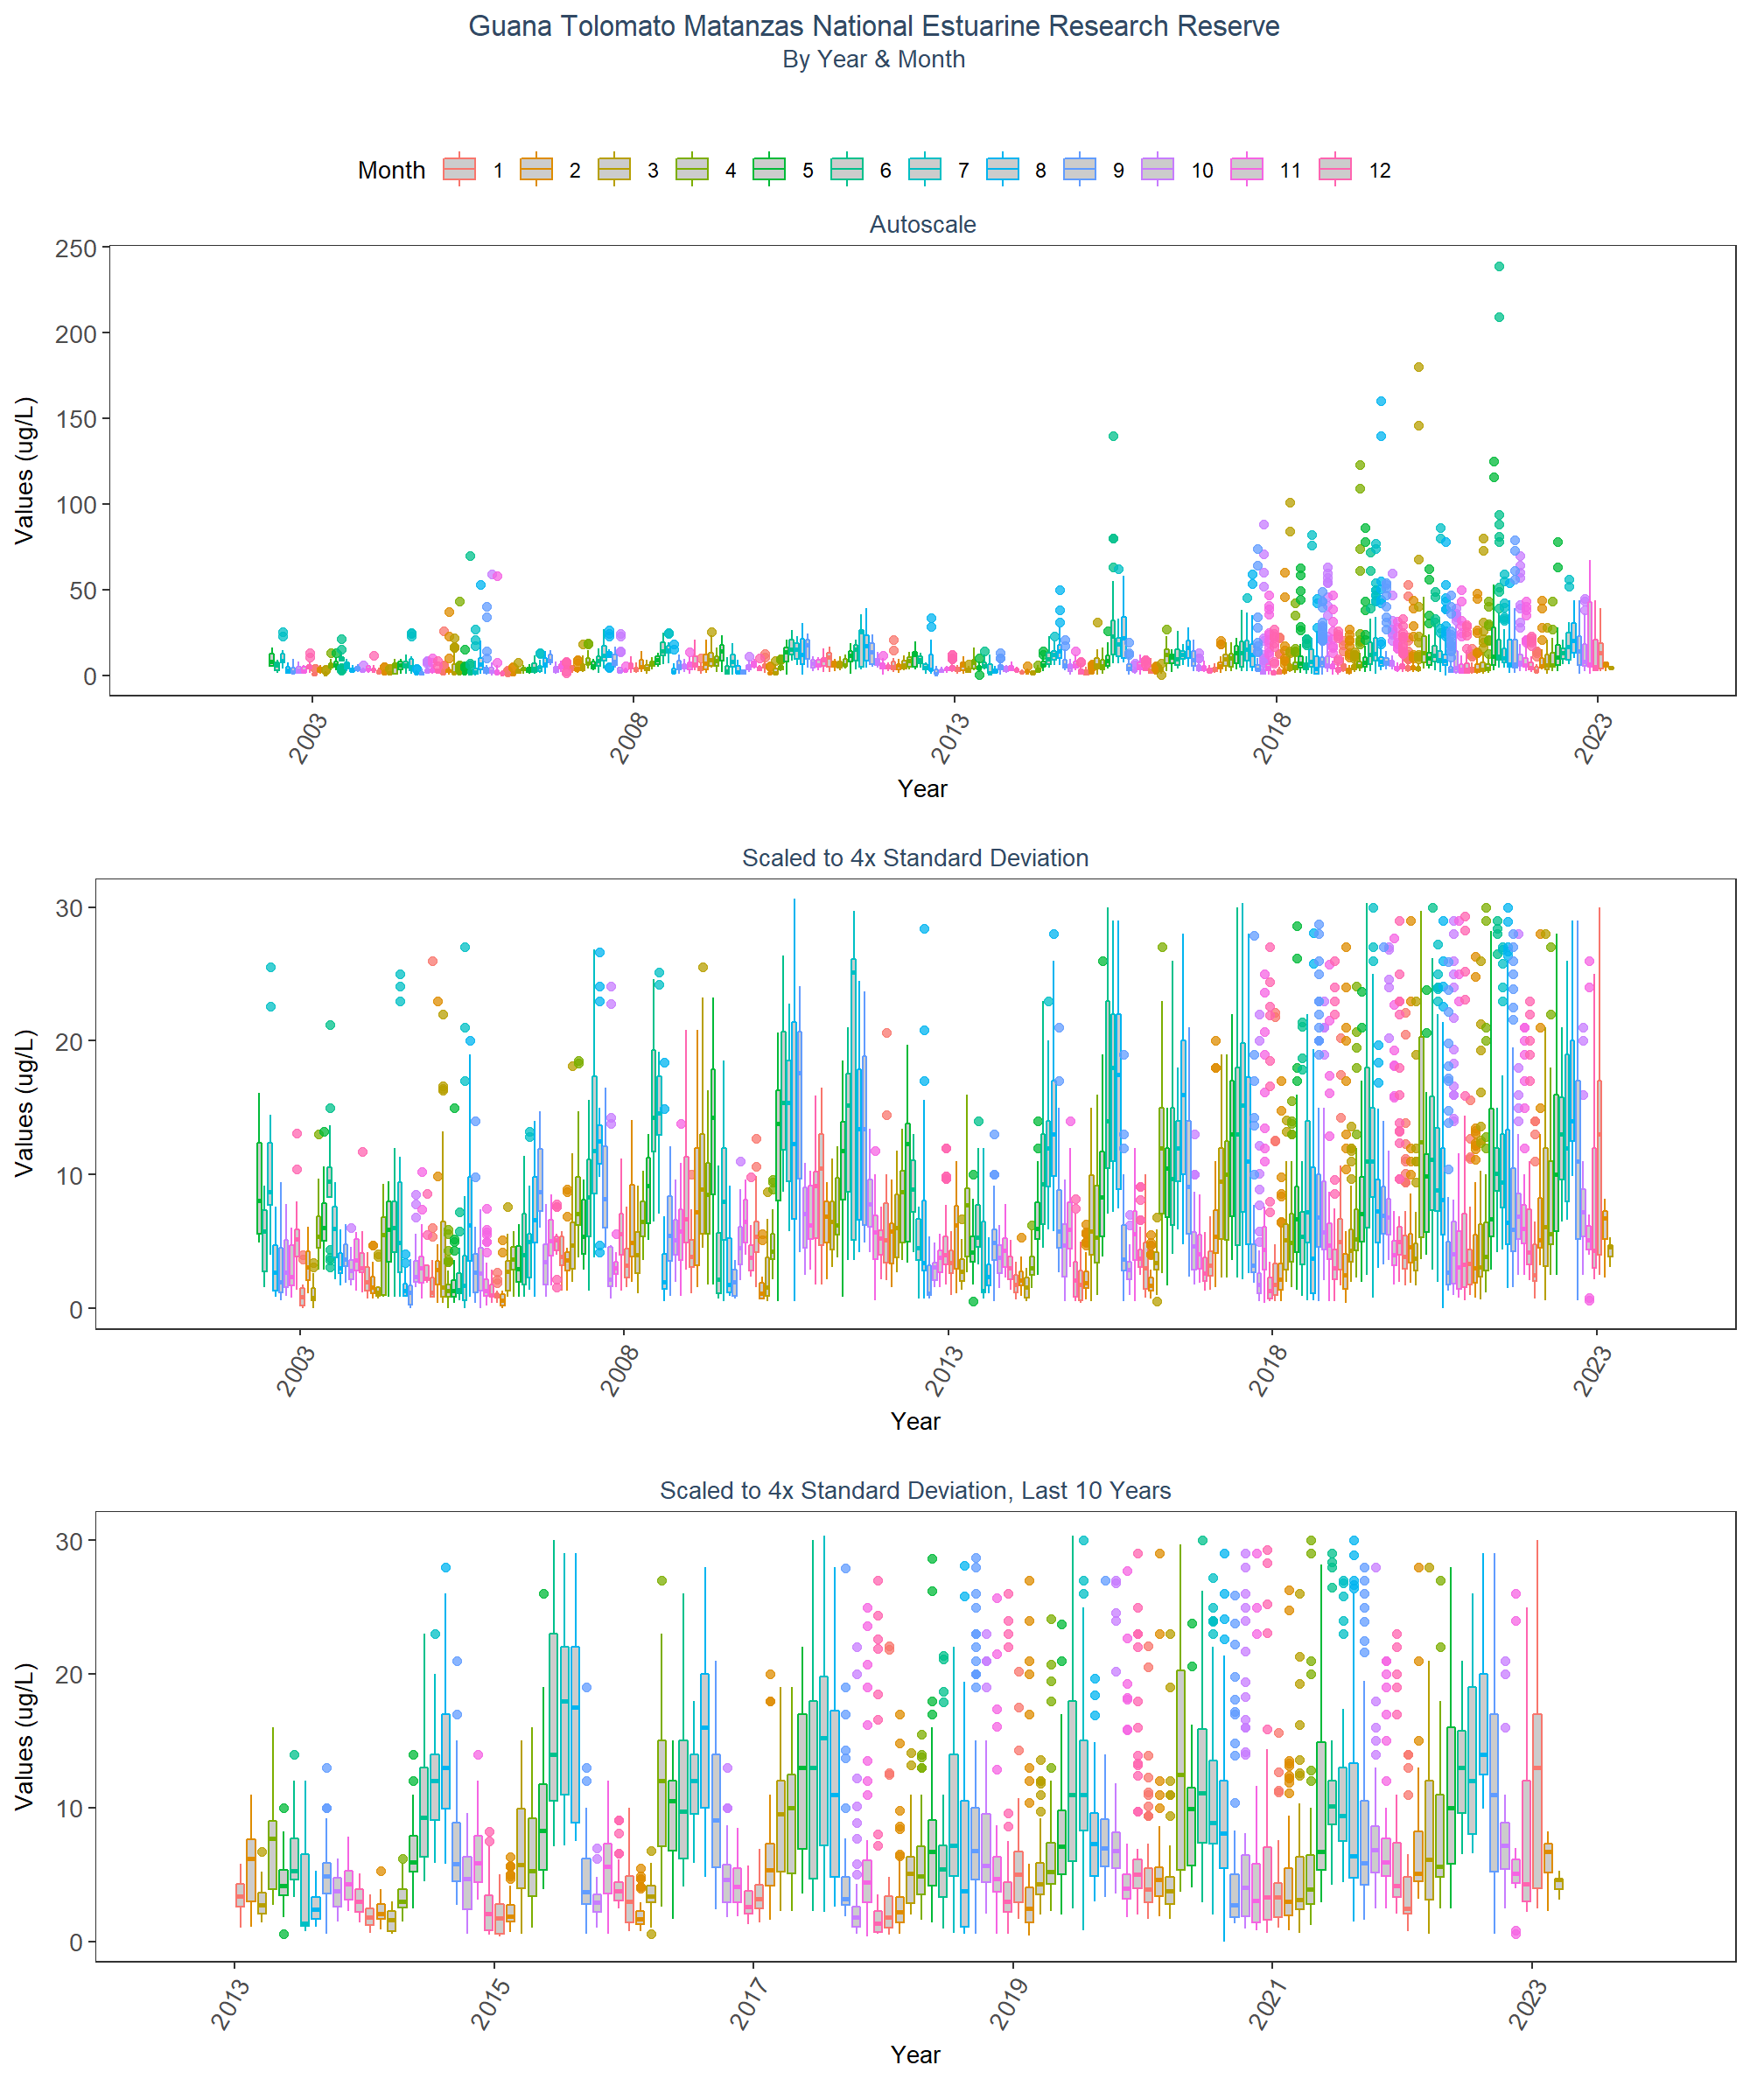 Guana Tolomato Matanzas National Estuarine Research Reserve
By Year & Month
Month 1 2 3 4 5 6 7 8 9 10 11 12
Autoscale
250
200
150
100
50
0
Values (ug/L)
2003 2008 2013 2018 2023
Year
Scaled to 4x Standard Deviation
30
20
10
0
Values (ug/L)
2003 2008 2013 2018 2023
Year
Scaled to 4x Standard Deviation, Last 10 Years
30
20
10
0
Values (ug/L)
2013 2015 2017 2019 2021 2023
Year